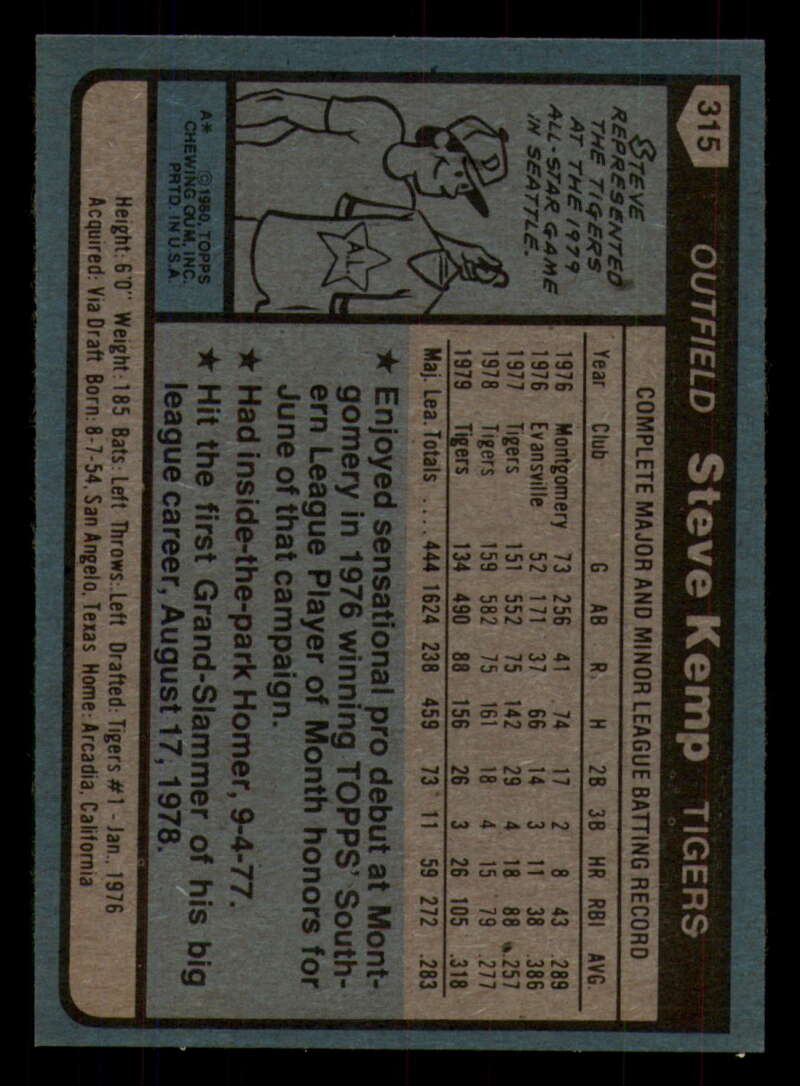 315 OUTFIELD Steve Kemp TIGERS
STEVE
REPRESENTED
THE TIGERS
AT THE 1979
ALL-STAR GAME
IN SEATTLE.
AL
A* ©1980, TOPPS
CHEWING GUM, INC.
PRTD. IN U.S.A.
COMPLETE MAJOR AND MINOR LEAGUE BATTING RECORD
Year Club G AB R H 2B 3B HR RBI AVG.
1976 Montgomery 73 256 41 74 17 2 8 43 .289
1976 Evansville 52 171 37 66 14 3 11 38 .386
1977 Tigers 151 552 75 142 29 4 18 88 .257
1978 Tigers 159 582 75 161 18 4 15 79 .277
1979 Tigers 134 490 88 156 26 3 26 105 .318
Maj. Lea. Totals .... 444 1624 238 459 73 11 59 272 .283
★ Enjoyed sensational pro debut at Mont-
gomery in 1976 winning TOPPS' South-
ern League Player of Month honors for
June of that campaign.
★ Had inside-the-park Homer, 9-4-77.
★ Hit the first Grand-Slammer of his big
league career, August 17, 1978.
Height: 6'0" Weight: 185 Bats: Left Throws: Left Drafted: Tigers #1 - Jan., 1976
Acquired: Via Draft Born: 8-7-54, San Angelo, Texas Home: Arcadia, California